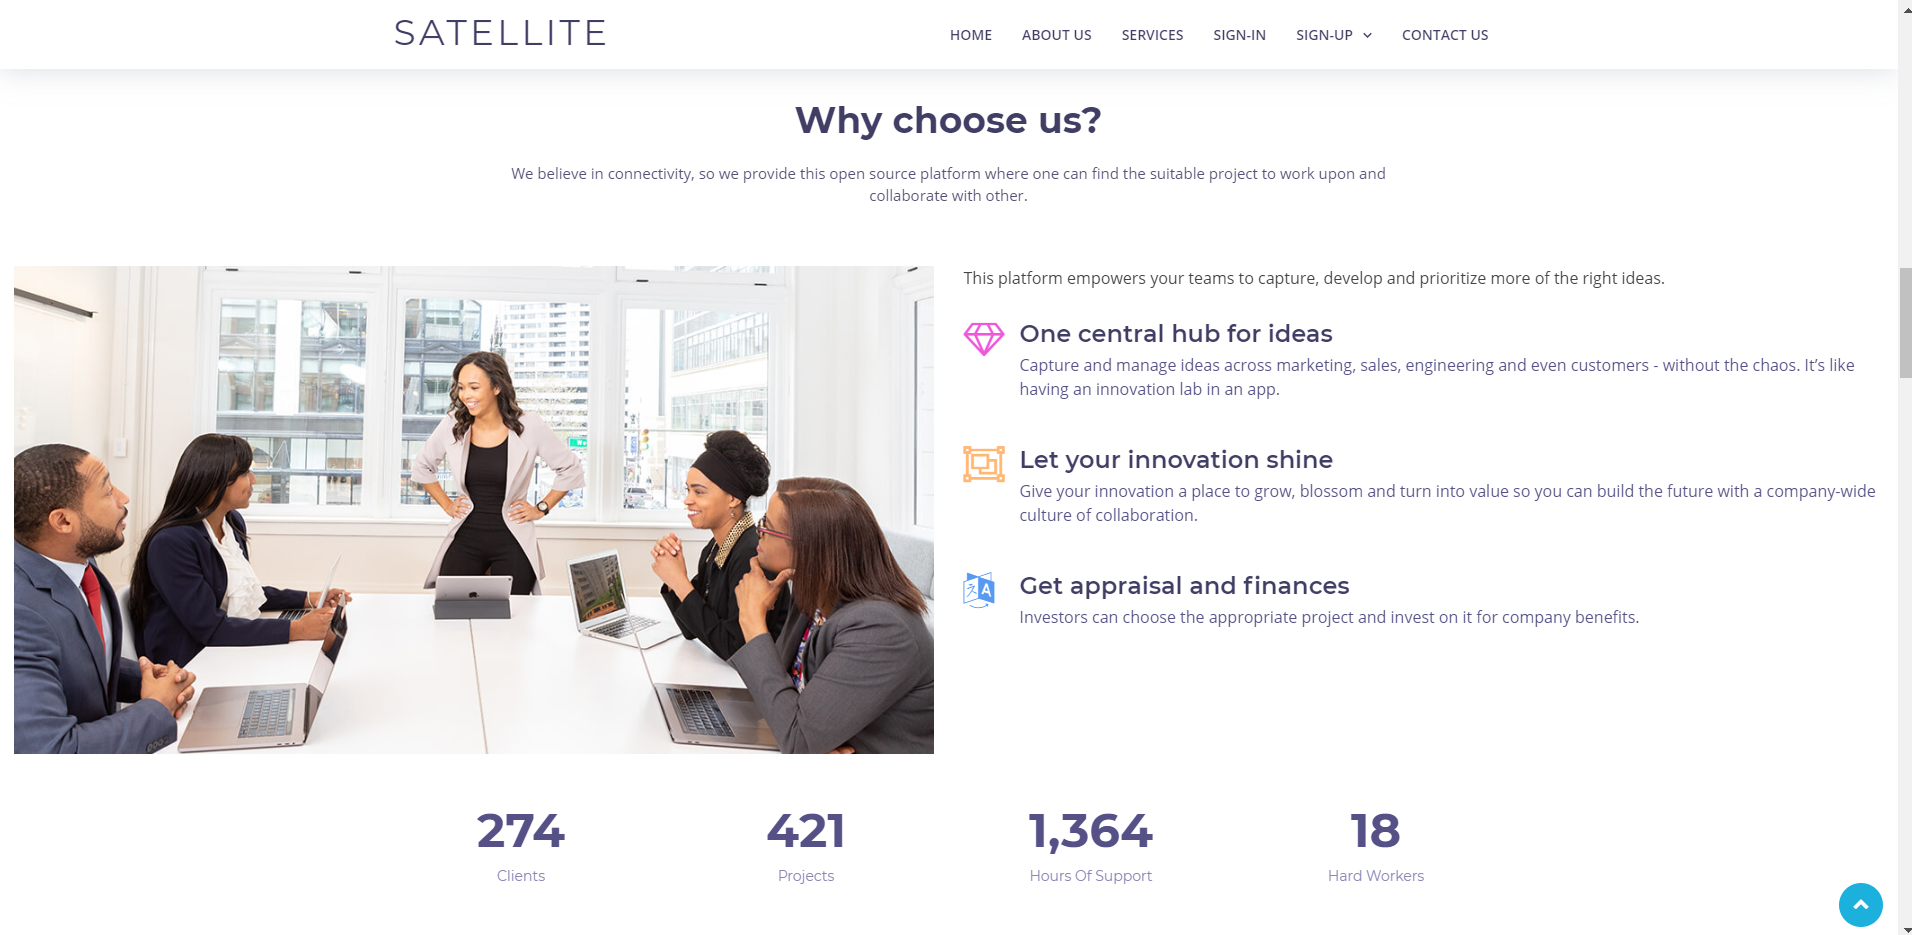 SATELLITE
HOME ABOUT US SERVICES SIGN-IN SIGN-UP CONTACT US
Why choose us?
We believe in connectivity, so we provide this open source platform where one can find the suitable project to work upon and
collaborate with other.
This platform empowers your teams to capture, develop and prioritize more of the right ideas.
One central hub for ideas
Capture and manage ideas across marketing, sales, engineering and even customers - without the chaos. It’s like
having an innovation lab in an app.
Let your innovation shine
Give your innovation a place to grow, blossom and turn into value so you can build the future with a company-wide
culture of collaboration.
A
Get appraisal and finances
Investors can choose the appropriate project and invest on it for company benefits.
274 421 1,364 18
Clients Projects Hours Of Support Hard Workers